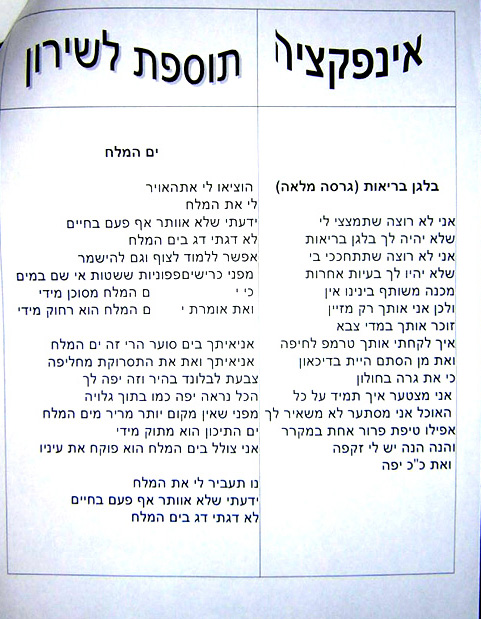 אינפקציה
תוספת לשירון
בלגן בריאות (גרסה מלאה)
אני לא רוצה שתמצצי לי
שלא יהיה לך בלגן בריאות
אני לא רוצה שתתחככי בי
שלא יהיו לך בעיות אחרות
מכנה משותף בינינו אין
ולכן אני אותך רק מזיין
זוכר אותך במדי צבא
איך לקחתי אותך טרמפ לחיפה
ואת מן הסתם היית בדיכאון
כי את גרה בחולון
אני מצטער איך תמיד על כל
האוכל אני מסתער לא משאיר לך
אפילו טיפת פרור אחת במקרר
והנה הנה יש לי זקפה
ואת כ"כ יפה
ים המלח
הוציאו לי אתהאויר
לי את המלח
ידעתי שלא אוותר אף פעם בחיים
לא דגתי דג בים המלח
אפשר ללמוד לצוף וגם להישמר
מפני כרישיםפפוניות ששטות אי שם במים
כי י ם המלח מסוכן מידי
ואת אומרת י ם המלח הוא רחוק מידי
אניאיתך בים סוער הרי זה ים המלח
אניאיתך ואת את התסרוקת מחליפה
צבעת לבלונד בהיר וזה יפה לך
הכל נראה יפה כמו בתוך גלויה
מפני שאין מקום יותר מריר מים המלח
ים התיכון הוא מתוק מידי
אני צולל בים המלח הוא פוקח את עיניו
נו תעביר לי את המלח
ידעתי שלא אוותר אף פעם בחיים
לא דגתי דג בים המלח